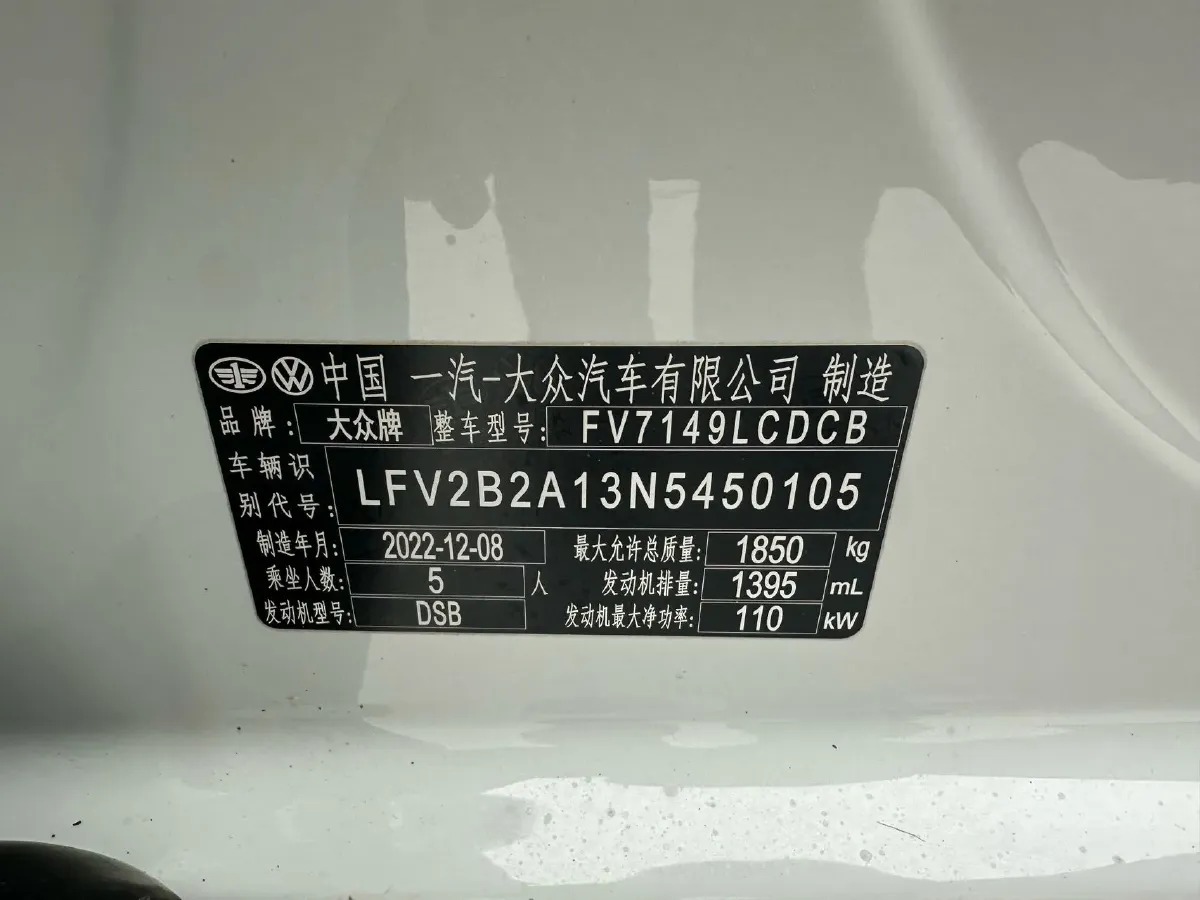 中国 一汽-大众汽车有限公司 制造
品牌: 大众牌 整车型号: FV7149LCDCB
车辆识别代号: LFV2B2A13N5450105
制造年月: 2022-12-08 最大允许总质量: 1850 kg
乘坐人数: 5 人 发动机排量: 1395 mL
发动机型号: DSB 发动机最大净功率: 110 kW